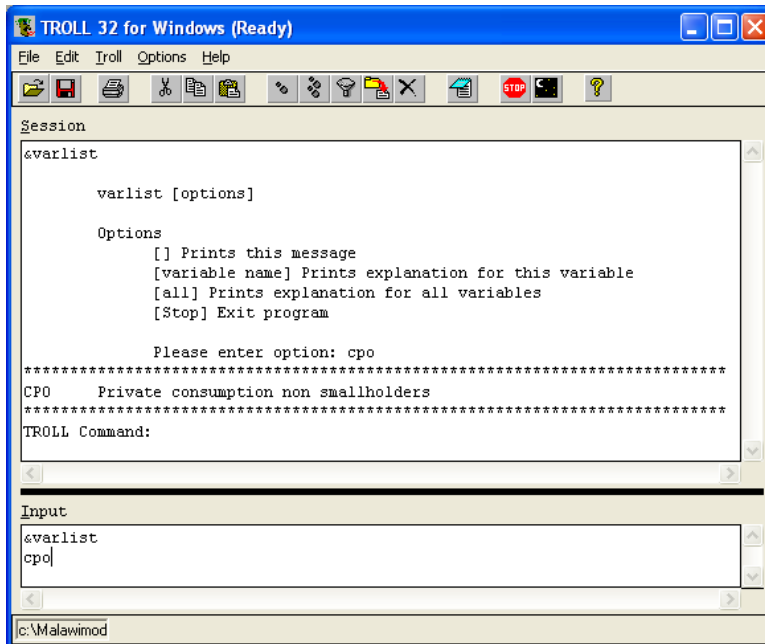 TROLL 32 for Windows (Ready)
File Edit Troll Options Help
STOP ?
Session
&varlist
varlist [options]
Options
[] Prints this message
[variable name] Prints explanation for this variable
[all] Prints explanation for all variables
[Stop] Exit program
Please enter option: cpo
******************************************************************************
CPO Private consumption non smallholders
******************************************************************************
TROLL Command:
Input
&varlist
cpo
c:\Malawimod